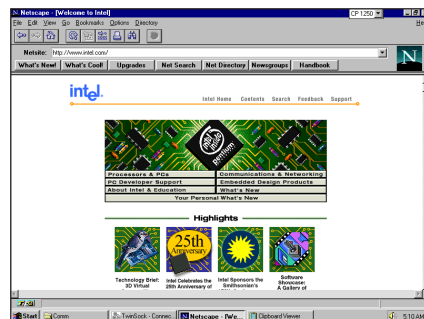 Netscape - [Welcome to Intel]
CP 1250
File Edit View Go Bookmarks Options Directory
Netsite: http://www.intel.com/
N
What's New! What's Cool! Upgrades Net Search Net Directory Newsgroups Handbook
intel.
Intel Home Contents Search Feedback Support
intel pentium
Processors & PCs Communications & Networking
PC Developer Support Embedded Design Products
About Intel & Education What's New
Your Personal What's New
Highlights
25th
Anniversary
Technology Brief: Intel Celebrates the Intel Sponsors the Software
3D Virtual 25th Anniversary of Smithsonian's Showcase:
A Gallery of
Start Comm TwinSock - Connec Netscape - [We... Clipboard Viewer 5:10 AM